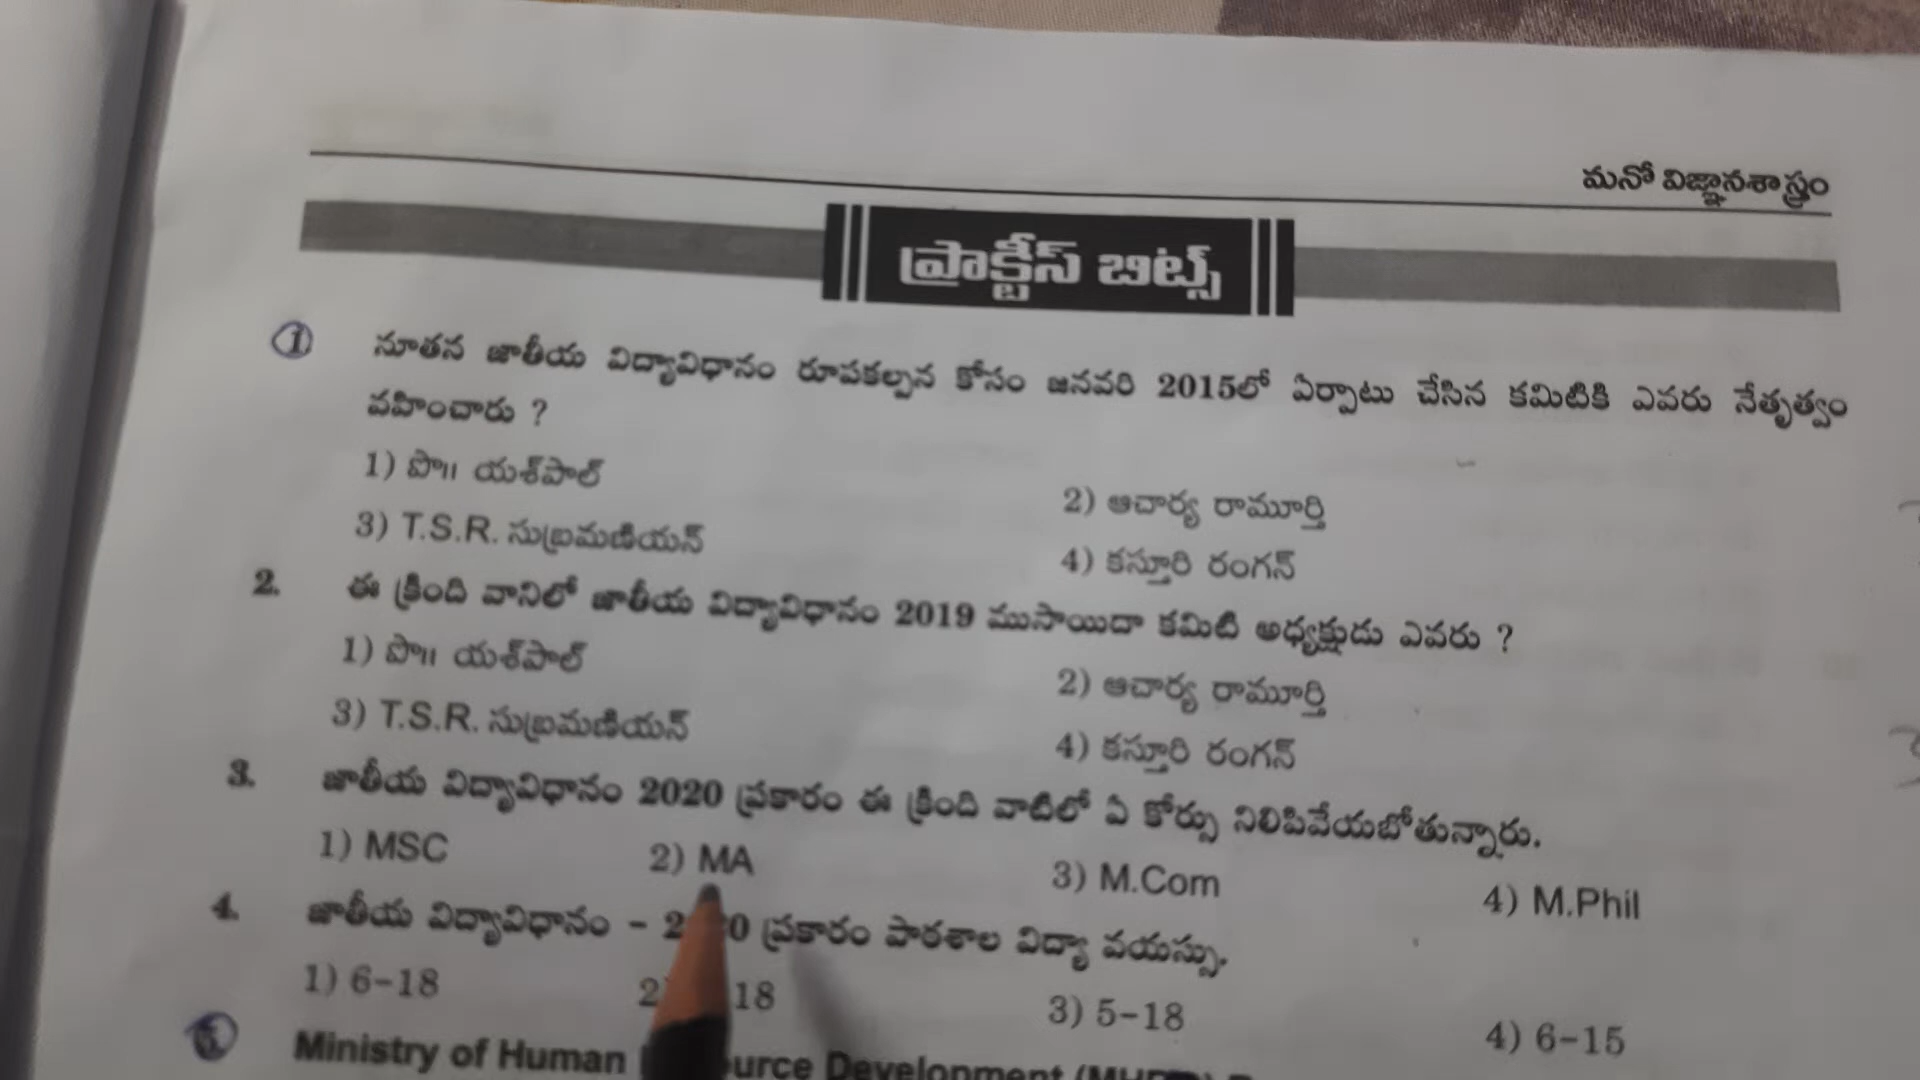 మనో విజ్ఞానశాస్త్రం
ప్రాక్టీస్ బిట్స్
1 నూతన జాతీయ విద్యావిధానం రూపకల్పన కోసం జనవరి 2015లో ఏర్పాటు చేసిన కమిటికి ఎవరు నేతృత్వం
వహించారు ?
1) ప్రొ॥ యశ్‌పాల్ 2) ఆచార్య రామూర్తి
3) T.S.R. సుబ్రమణియన్ 4) కస్తూరి రంగన్
2. ఈ క్రింది వానిలో జాతీయ విద్యావిధానం 2019 ముసాయిదా కమిటి అధ్యక్షుడు ఎవరు ?
1) ప్రొ॥ యశ్‌పాల్ 2) ఆచార్య రామూర్తి
3) T.S.R. సుబ్రమణియన్ 4) కస్తూరి రంగన్
3. జాతీయ విద్యావిధానం 2020 ప్రకారం ఈ క్రింది వాటిలో ఏ కోర్సు నిలిపివేయబోతున్నారు.
1) MSC 2) MA 3) M.Com 4) M.Phil
4. జాతీయ విద్యావిధానం - ప్రకారం పాఠశాల విద్యా వయస్సు.
1) 6-18 18 3) 5-18 4) 6-15
5 Ministry of Human Development